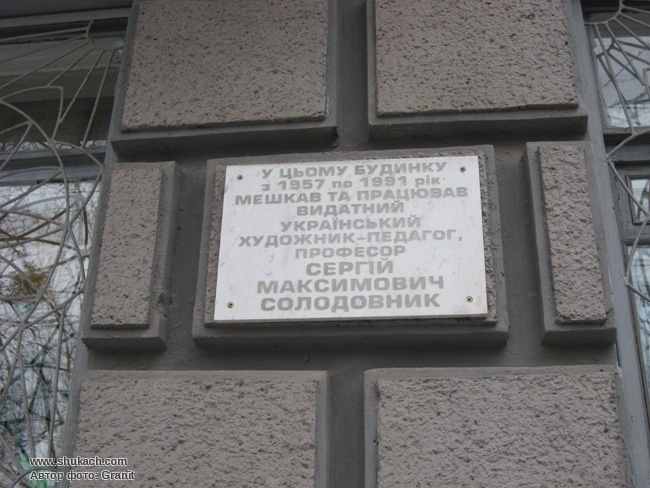 У ЦЬОМУ БУДИНКУ
з 1957 по 1991 рік
МЕШКАВ ТА ПРАЦЮВАВ
ВИДАТНИЙ
УКРАЇНСЬКИЙ
ХУДОЖНИК-ПЕДАГОГ,
ПРОФЕСОР
СЕРГІЙ
МАКСИМОВИЧ
СОЛОДОВНИК
www.shukach.com
Автор фото: Granit